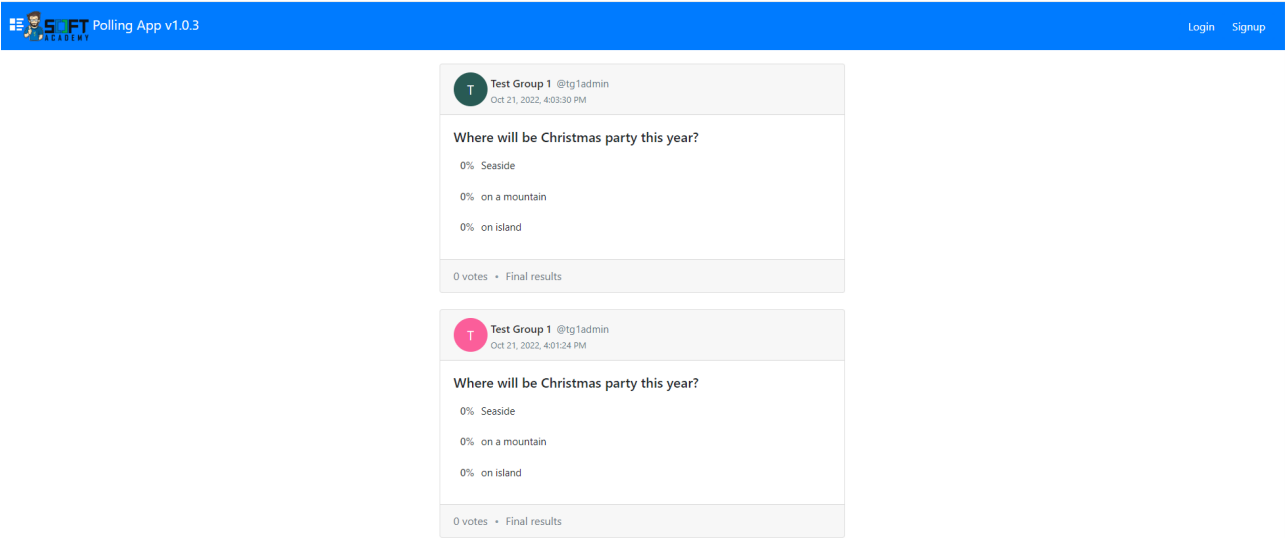 SOFT ACADEMY Polling App v1.0.3
Login Signup
T Test Group 1 @tg1admin
Oct 21, 2022, 4:03:30 PM
Where will be Christmas party this year?
0% Seaside
0% on a mountain
0% on island
0 votes • Final results
T Test Group 1 @tg1admin
Oct 21, 2022, 4:01:24 PM
Where will be Christmas party this year?
0% Seaside
0% on a mountain
0% on island
0 votes • Final results